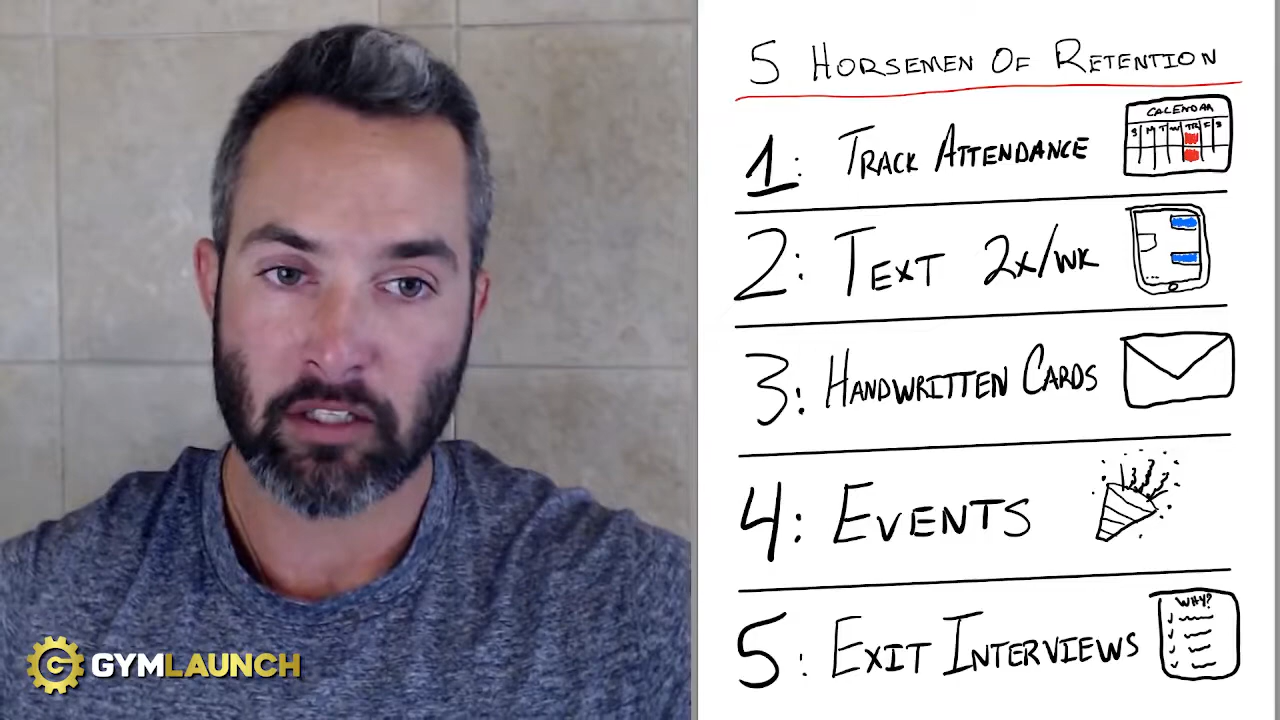 5 HORSEMEN OF RETENTION
1: TRACK ATTENDANCE
CALENDAR
S M T W TR F S
2: TEXT 2X/WK
3: HANDWRITTEN CARDS
4: EVENTS
5: EXIT INTERVIEWS
WHY?
G GYMLAUNCH